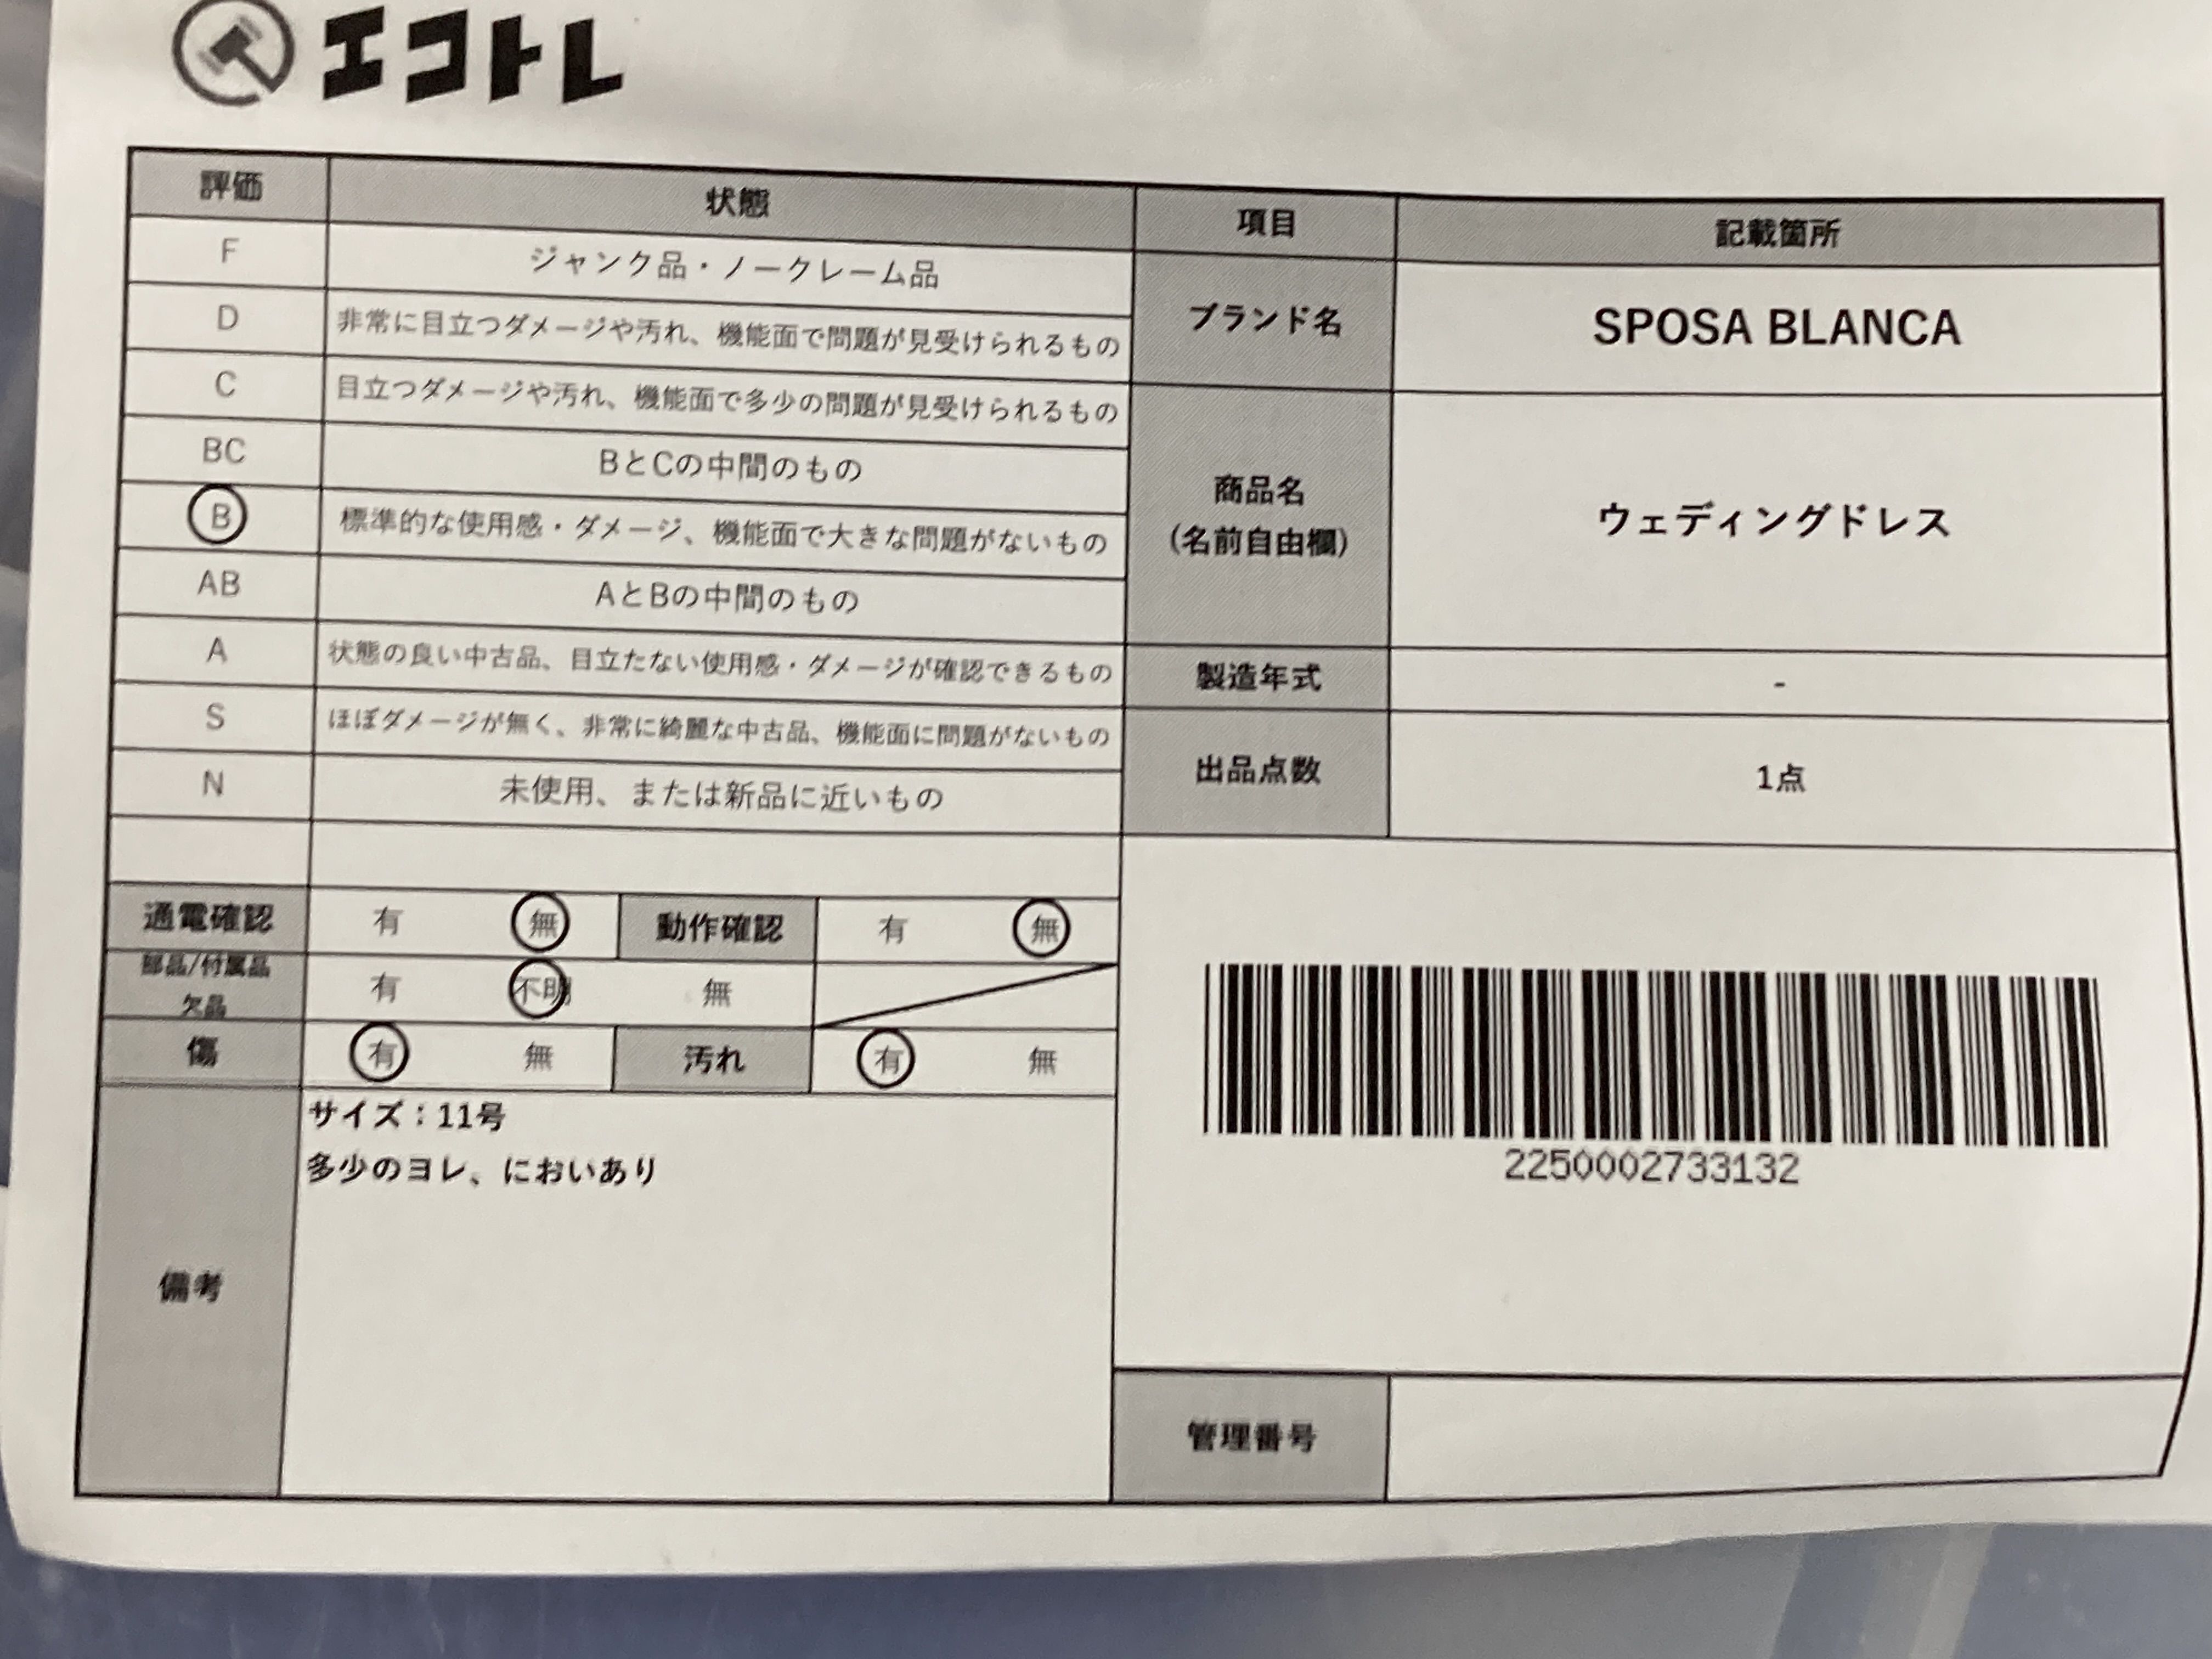 エコトレ
評価 状態 項目 記載箇所
F ジャンク品・ノークレーム品
D 非常に目立つダメージや汚れ、機能面で問題が見受けられるもの
ブランド名 SPOSA BLANCA
C 目立つダメージや汚れ、機能面で多少の問題が見受けられるもの
BC BとCの中間のもの
商品名
(名前自由欄)
ウェディングドレス
B 標準的な使用感・ダメージ、機能面で大きな問題がないもの
AB AとBの中間のもの
A 状態の良い中古品、目立たない使用感・ダメージが確認できるもの
製造年式 -
S ほぼダメージが無く、非常に綺麗な中古品、機能面に問題がないもの
出品点数 1点
N 未使用、または新品に近いもの
通電確認 有 無 動作確認 有 無
部品/付属品
欠品
有 不明 無
傷 有 無 汚れ 有 無
備考
サイズ：11号
多少のヨレ、においあり
2250002733132
管理番号